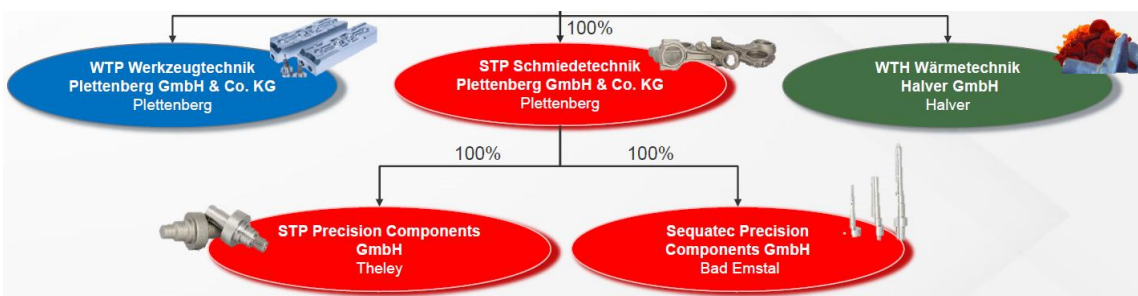 100%
WTP Werkzeugtechnik
Plettenberg GmbH & Co. KG
Plettenberg
STP Schmiedetechnik
Plettenberg GmbH & Co. KG
Plettenberg
WTH Wärmetechnik
Halver GmbH
Halver
100%
100%
STP Precision Components
GmbH
Theley
Sequatec Precision
Components GmbH
Bad Emstal